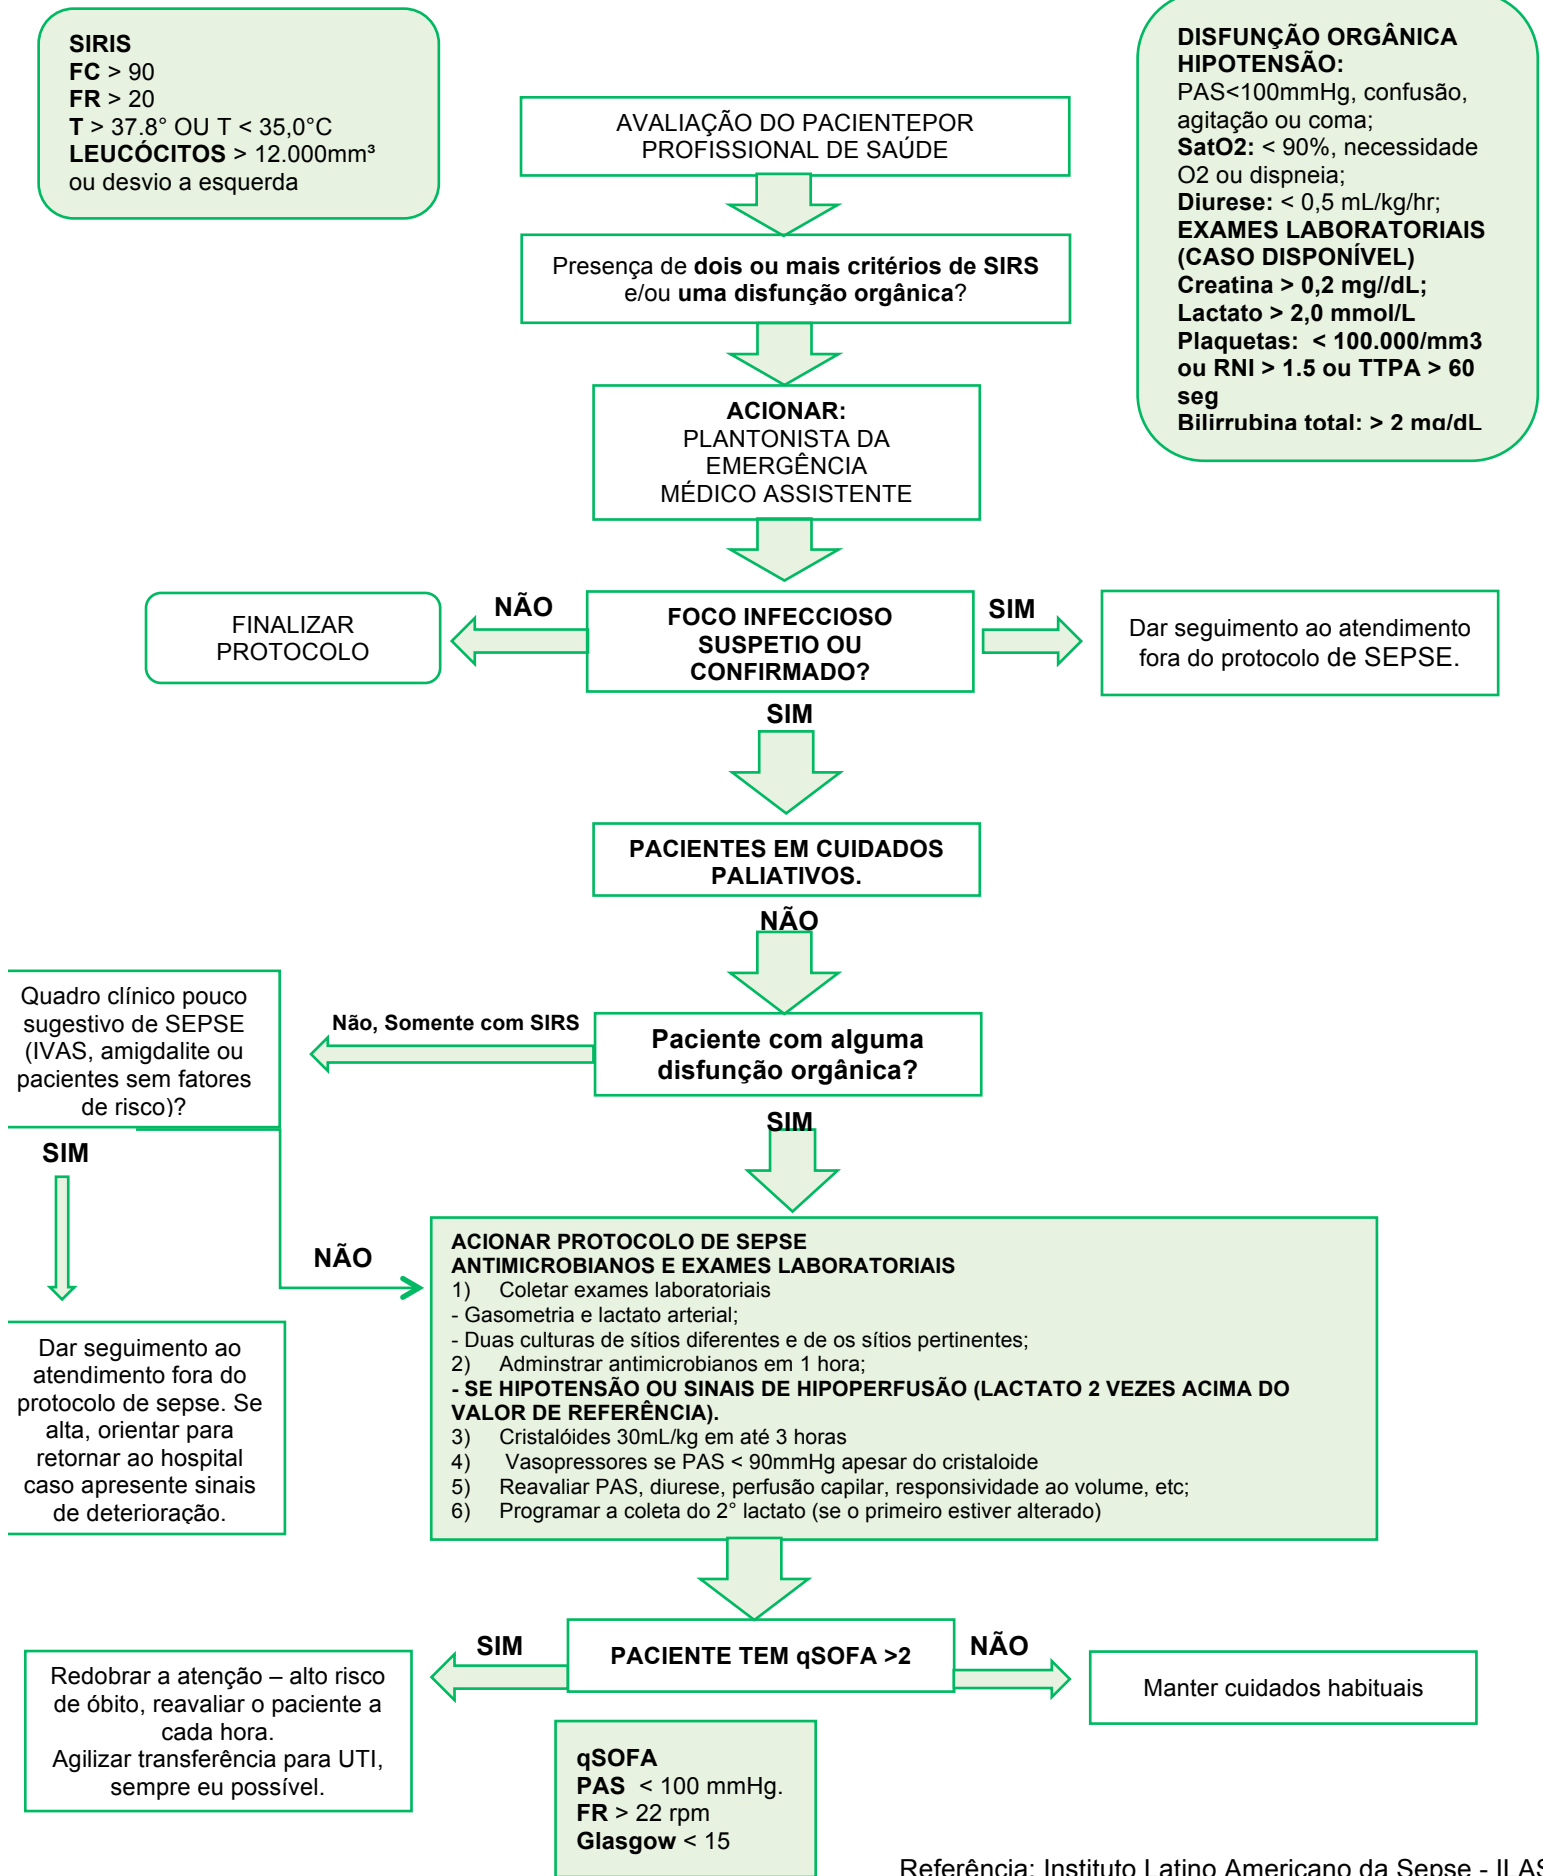 SIRIS
FC > 90
FR > 20
T > 37.8° OU T < 35,0°C
LEUCÓCITOS > 12.000mm³
ou desvio a esquerda
DISFUNÇÃO ORGÂNICA
HIPOTENSÃO:
PAS<100mmHg, confusão,
agitação ou coma;
SatO2: < 90%, necessidade
O2 ou dispneia;
Diurese: < 0,5 mL/kg/hr;
EXAMES LABORATORIAIS
(CASO DISPONÍVEL)
Creatina > 0,2 mg//dL;
Lactato > 2,0 mmol/L
Plaquetas: < 100.000/mm3
ou RNI > 1.5 ou TTPA > 60
seg
Bilirrubina total: > 2 mg/dL
AVALIAÇÃO DO PACIENTEPOR
PROFISSIONAL DE SAÚDE
Presença de dois ou mais critérios de SIRS
e/ou uma disfunção orgânica?
ACIONAR:
PLANTONISTA DA
EMERGÊNCIA
MÉDICO ASSISTENTE
FOCO INFECCIOSO
SUSPETIO OU
CONFIRMADO?
NÃO
FINALIZAR
PROTOCOLO
SIM
Dar seguimento ao atendimento
fora do protocolo de SEPSE.
SIM
PACIENTES EM CUIDADOS
PALIATIVOS.
NÃO
Paciente com alguma
disfunção orgânica?
Não, Somente com SIRS
Quadro clínico pouco
sugestivo de SEPSE
(IVAS, amigdalite ou
pacientes sem fatores
de risco)?
SIM
NÃO
Dar seguimento ao
atendimento fora do
protocolo de sepse. Se
alta, orientar para
retornar ao hospital
caso apresente sinais
de deterioração.
SIM
ACIONAR PROTOCOLO DE SEPSE
ANTIMICROBIANOS E EXAMES LABORATORIAIS
1) Coletar exames laboratoriais
- Gasometria e lactato arterial;
- Duas culturas de sítios diferentes e de os sítios pertinentes;
2) Adminstrar antimicrobianos em 1 hora;
- SE HIPOTENSÃO OU SINAIS DE HIPOPERFUSÃO (LACTATO 2 VEZES ACIMA DO
VALOR DE REFERÊNCIA).
3) Cristalóides 30mL/kg em até 3 horas
4) Vasopressores se PAS < 90mmHg apesar do cristaloide
5) Reavaliar PAS, diurese, perfusão capilar, responsividade ao volume, etc;
6) Programar a coleta do 2° lactato (se o primeiro estiver alterado)
PACIENTE TEM qSOFA >2
SIM
Redobrar a atenção – alto risco
de óbito, reavaliar o paciente a
cada hora.
Agilizar transferência para UTI,
sempre eu possível.
NÃO
Manter cuidados habituais
qSOFA
PAS < 100 mmHg.
FR > 22 rpm
Glasgow < 15
Referência: Instituto Latino Americano da Sepse - ILAS